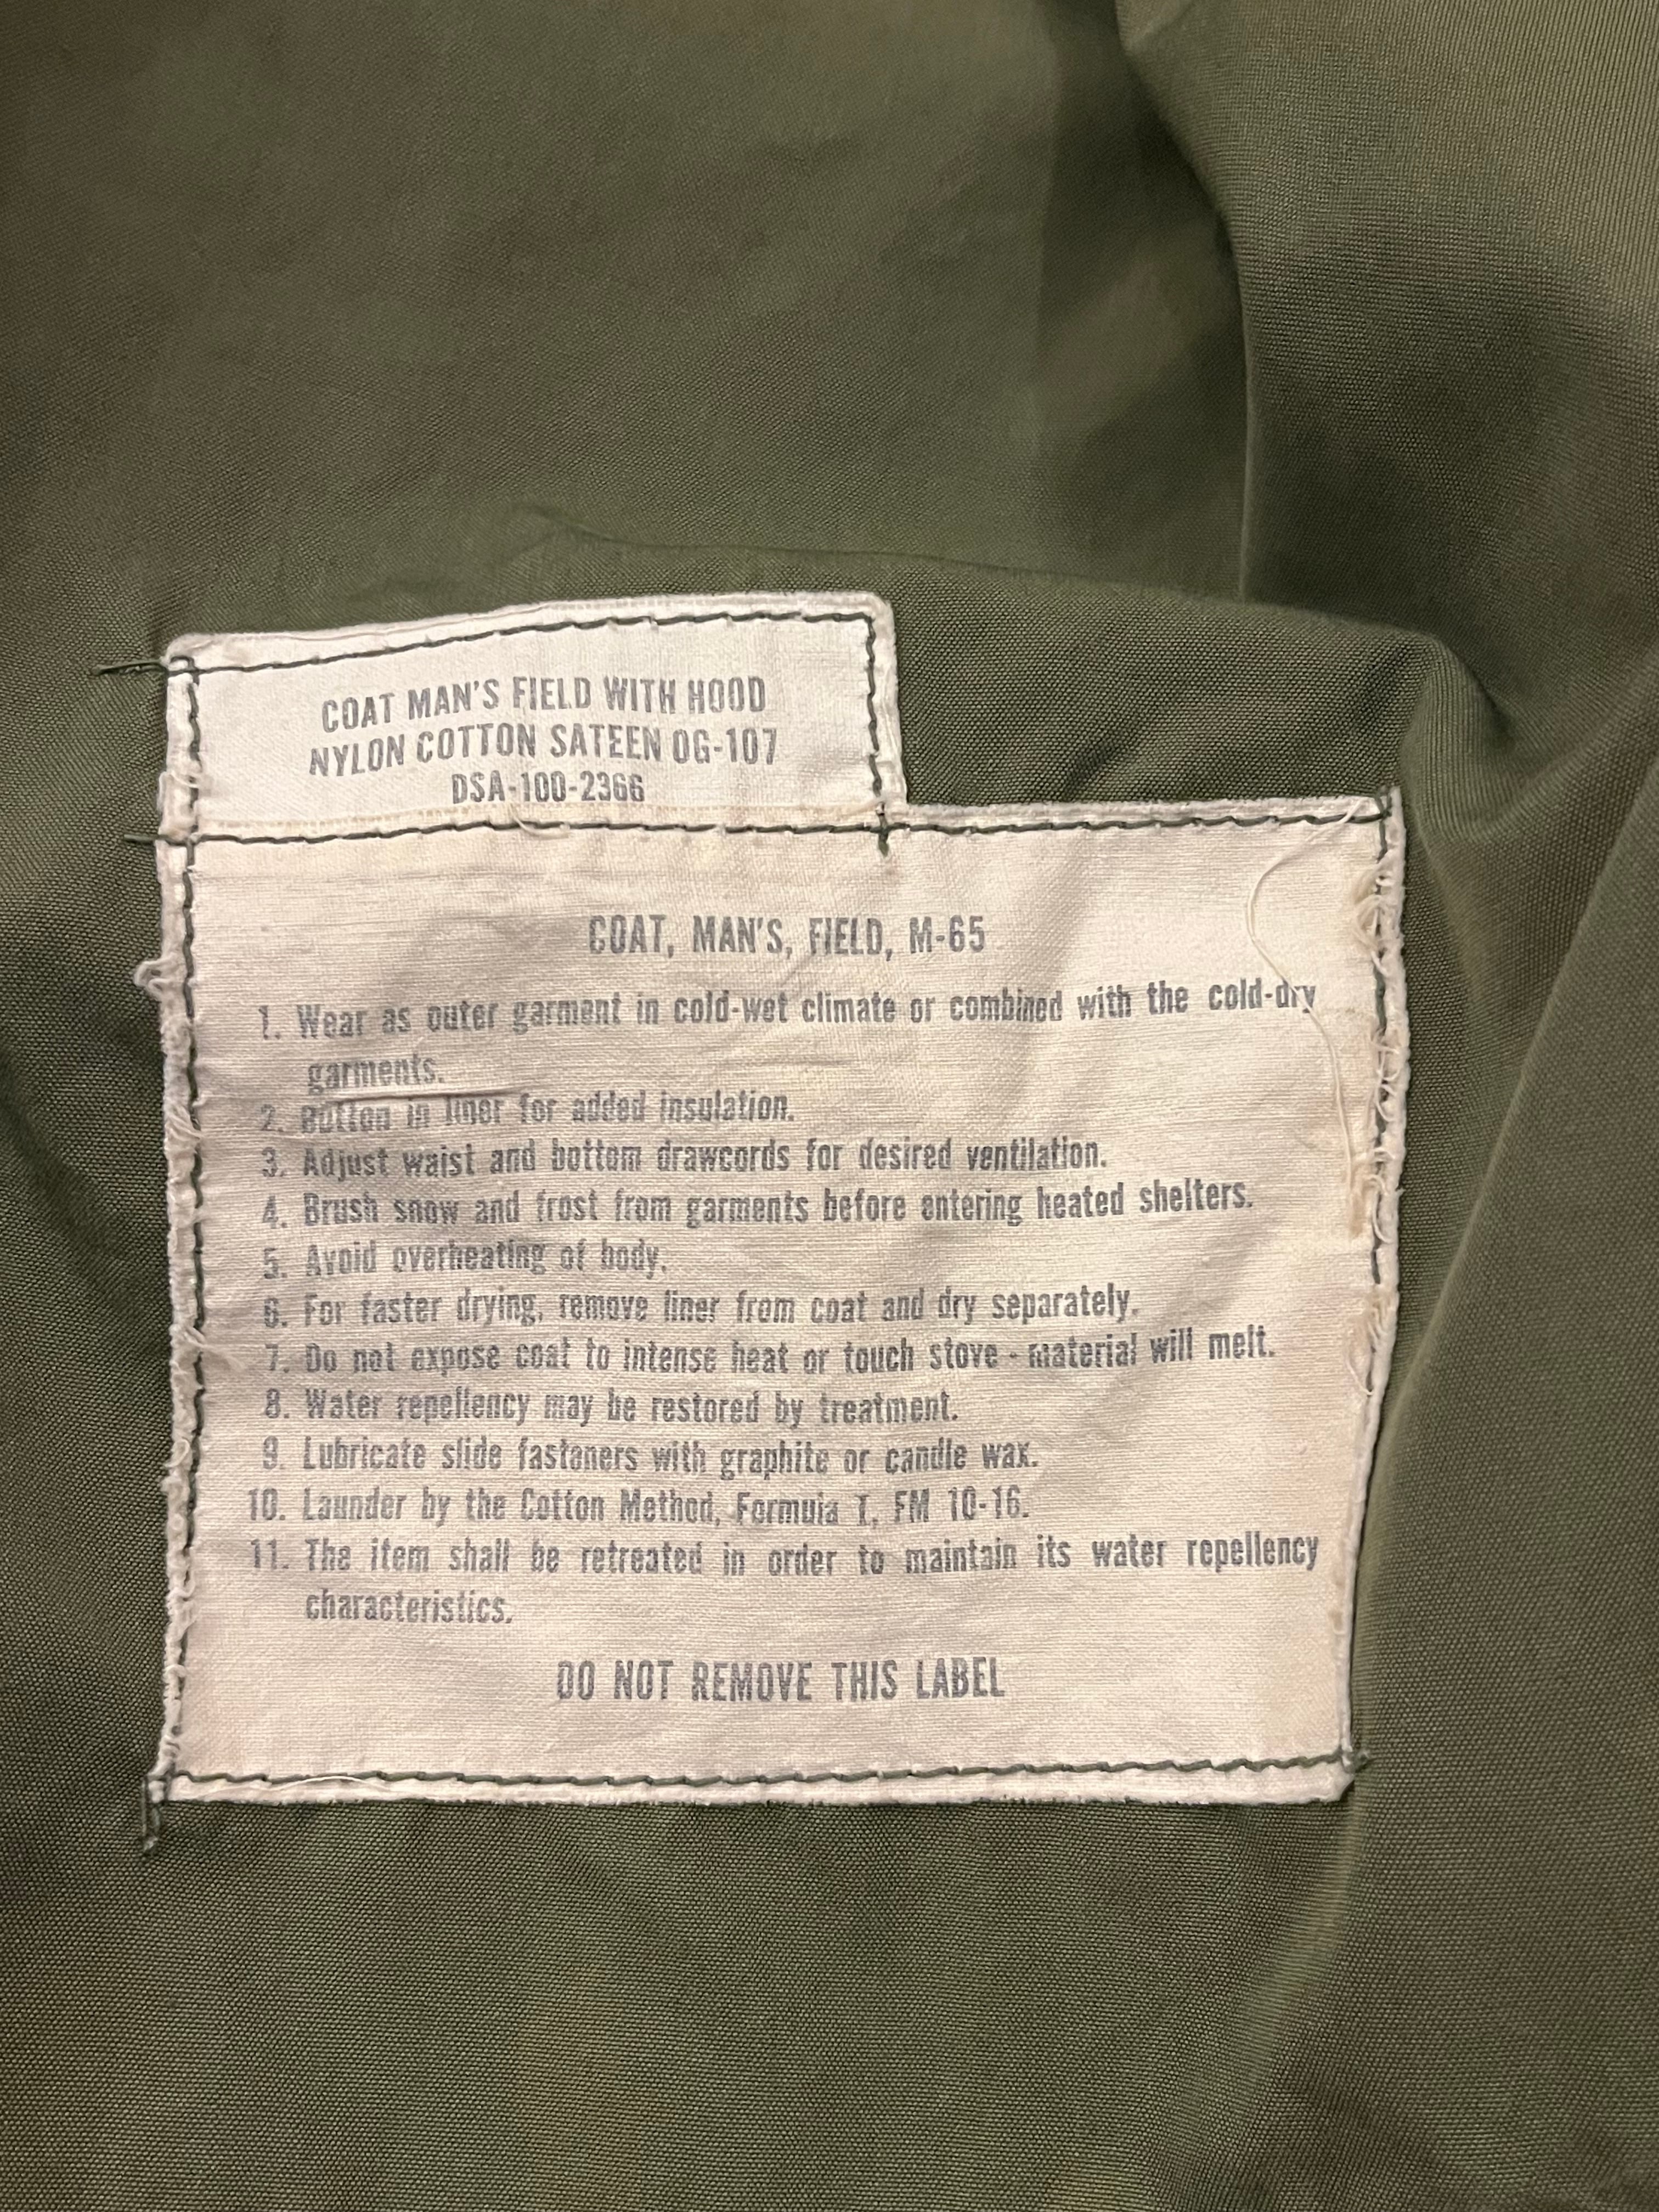 COAT MAN'S FIELD WITH HOOD
NYLON COTTON SATEEN OG-107
DSA-100-2366
COAT, MAN'S, FIELD, M-65
1. Wear as outer garment in cold-wet climate or combined with the cold-dry
garments.
2. Button in liner for added insulation.
3. Adjust waist and bottom drawcords for desired ventilation.
4. Brush snow and frost from garments before entering heated shelters.
5. Avoid overheating of body.
6. For faster drying, remove liner from coat and dry separately.
7. Do not expose coat to intense heat or touch stove - material will melt.
8. Water repellency may be restored by treatment.
9. Lubricate slide fasteners with graphite or candle wax.
10. Launder by the Cotton Method, Formula I, FM 10-16.
11. The item shall be retreated in order to maintain its water repellency
characteristics.
DO NOT REMOVE THIS LABEL